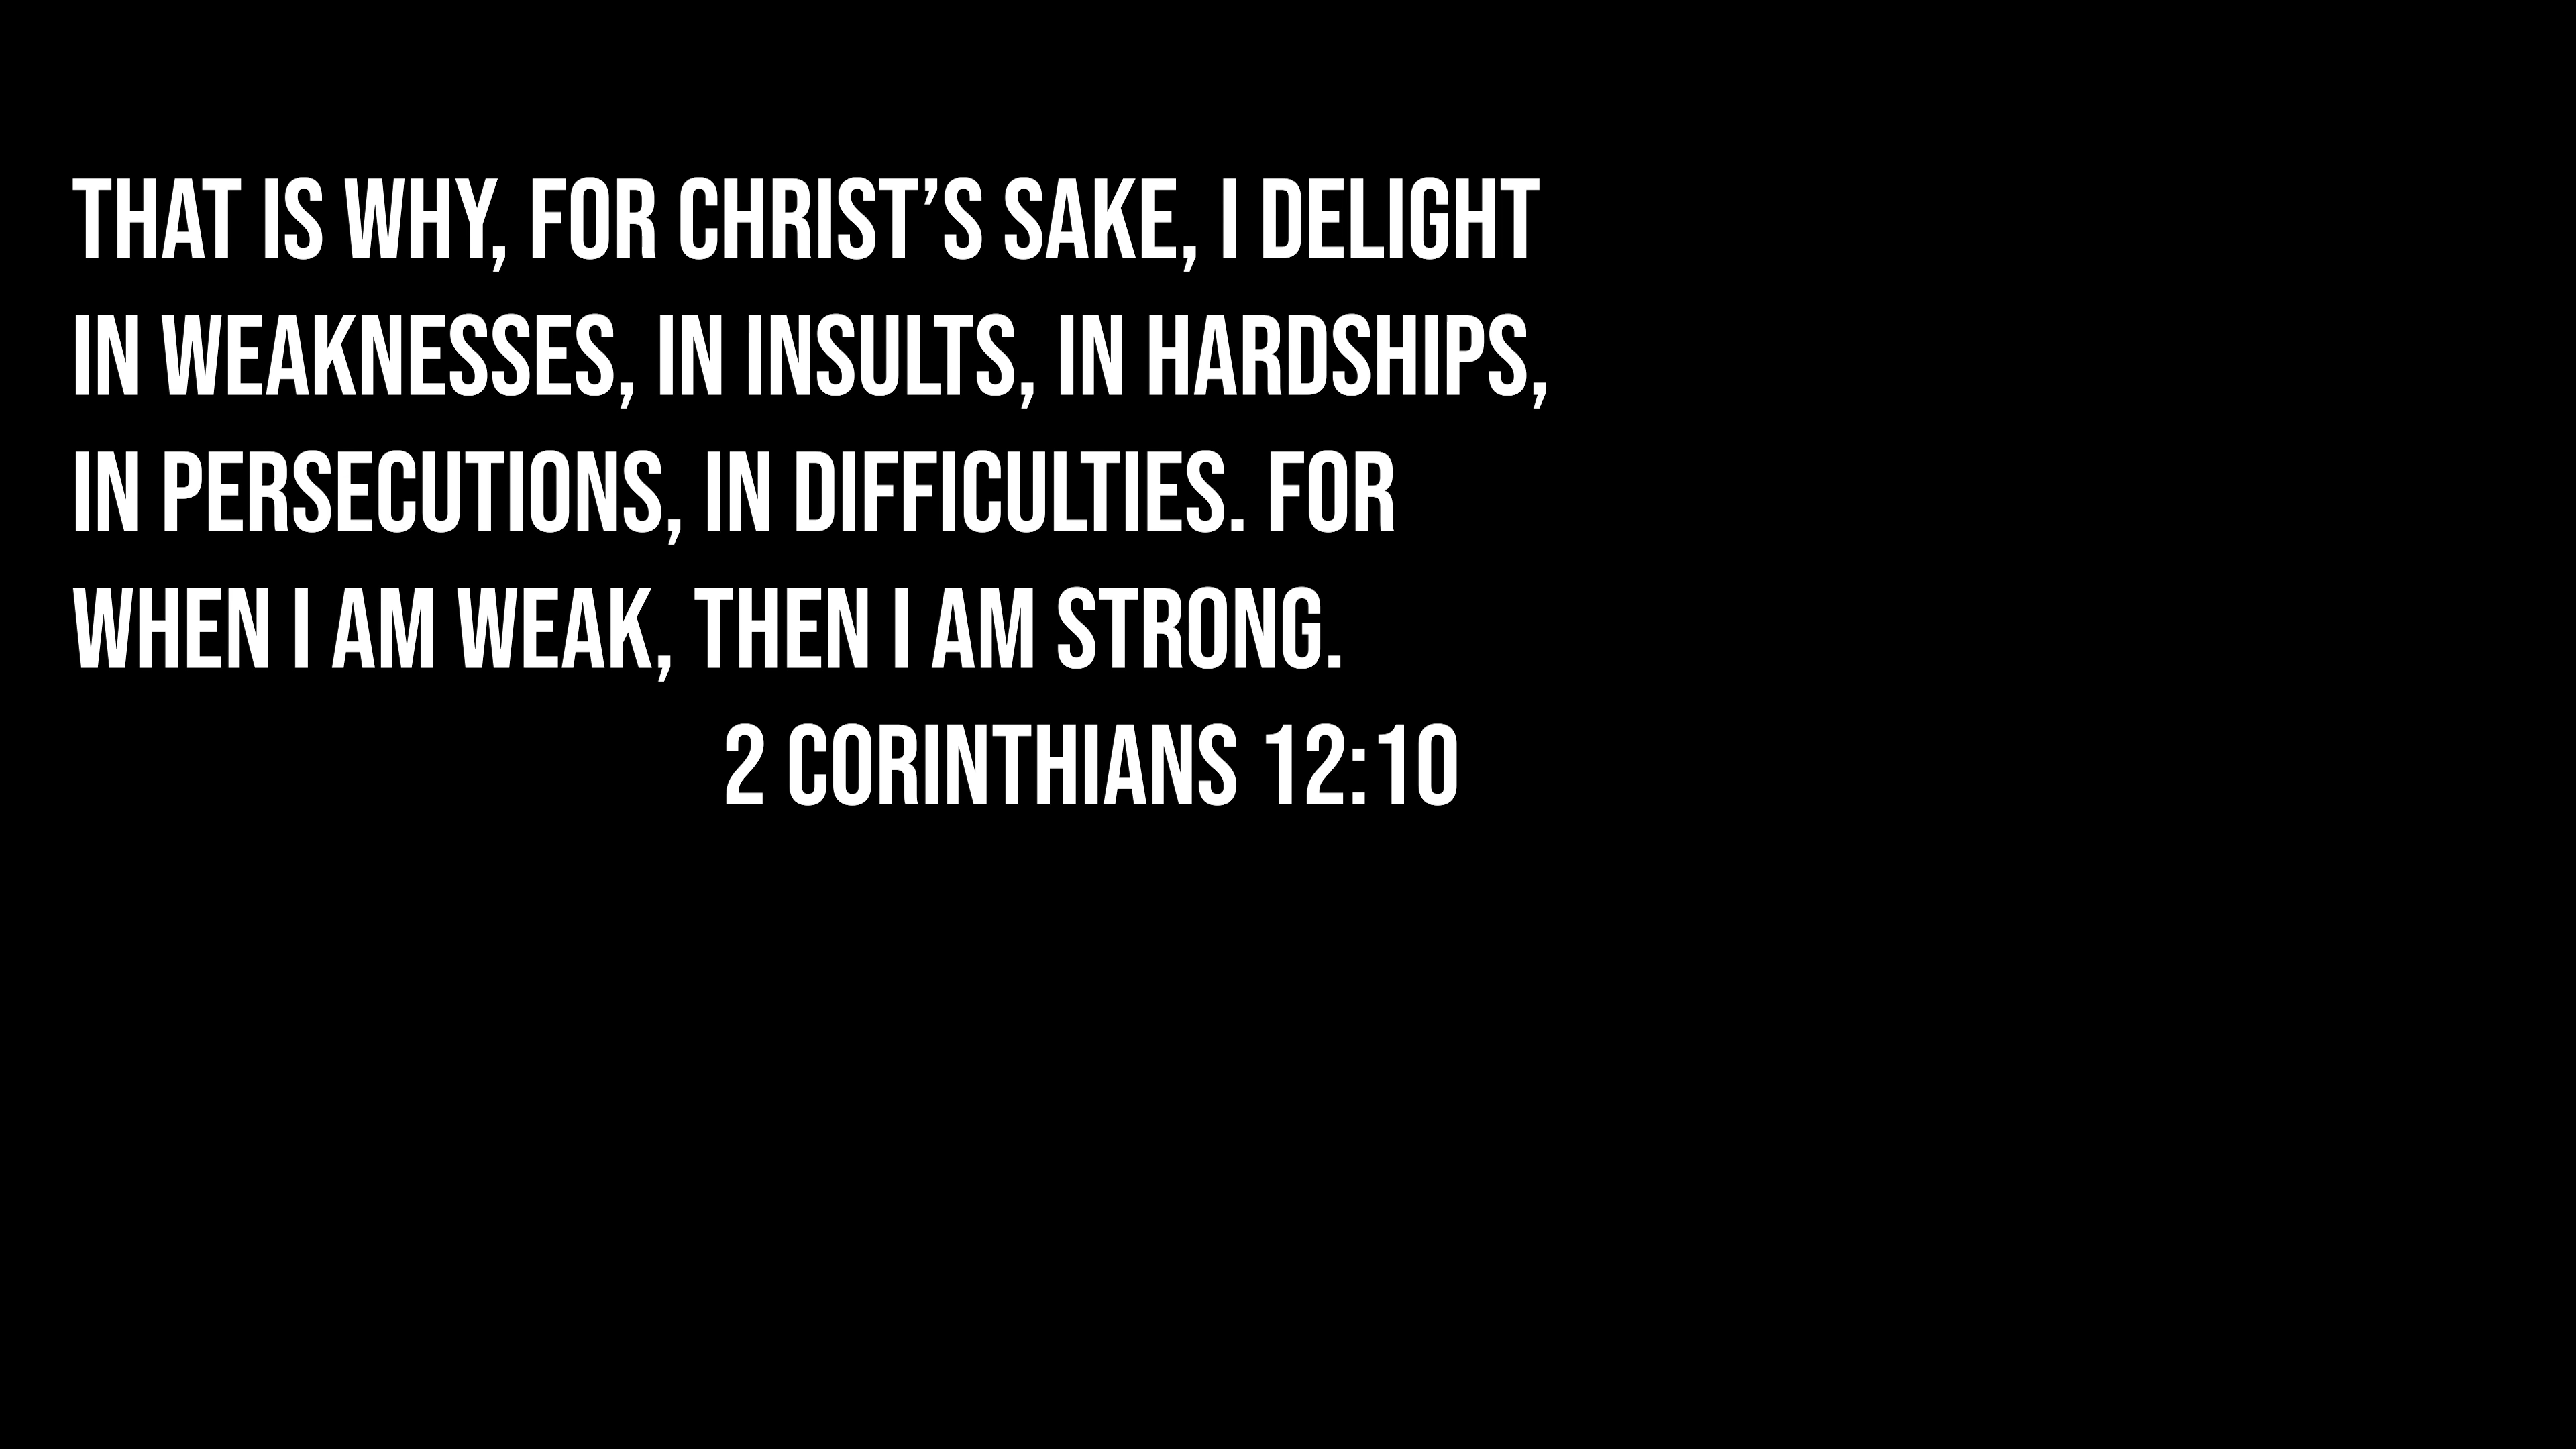 THAT IS WHY, FOR CHRIST’S SAKE, I DELIGHT
IN WEAKNESSES, IN INSULTS, IN HARDSHIPS,
IN PERSECUTIONS, IN DIFFICULTIES. FOR
WHEN I AM WEAK, THEN I AM STRONG.
2 CORINTHIANS 12:10